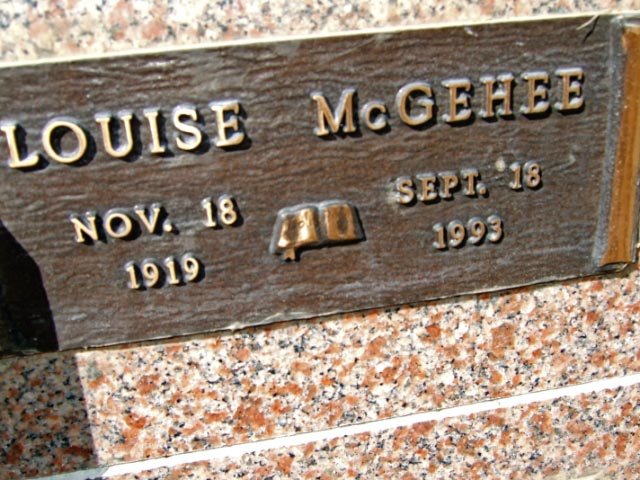 LOUISE McGEHEE
NOV. 18 SEPT. 18
1919 1993